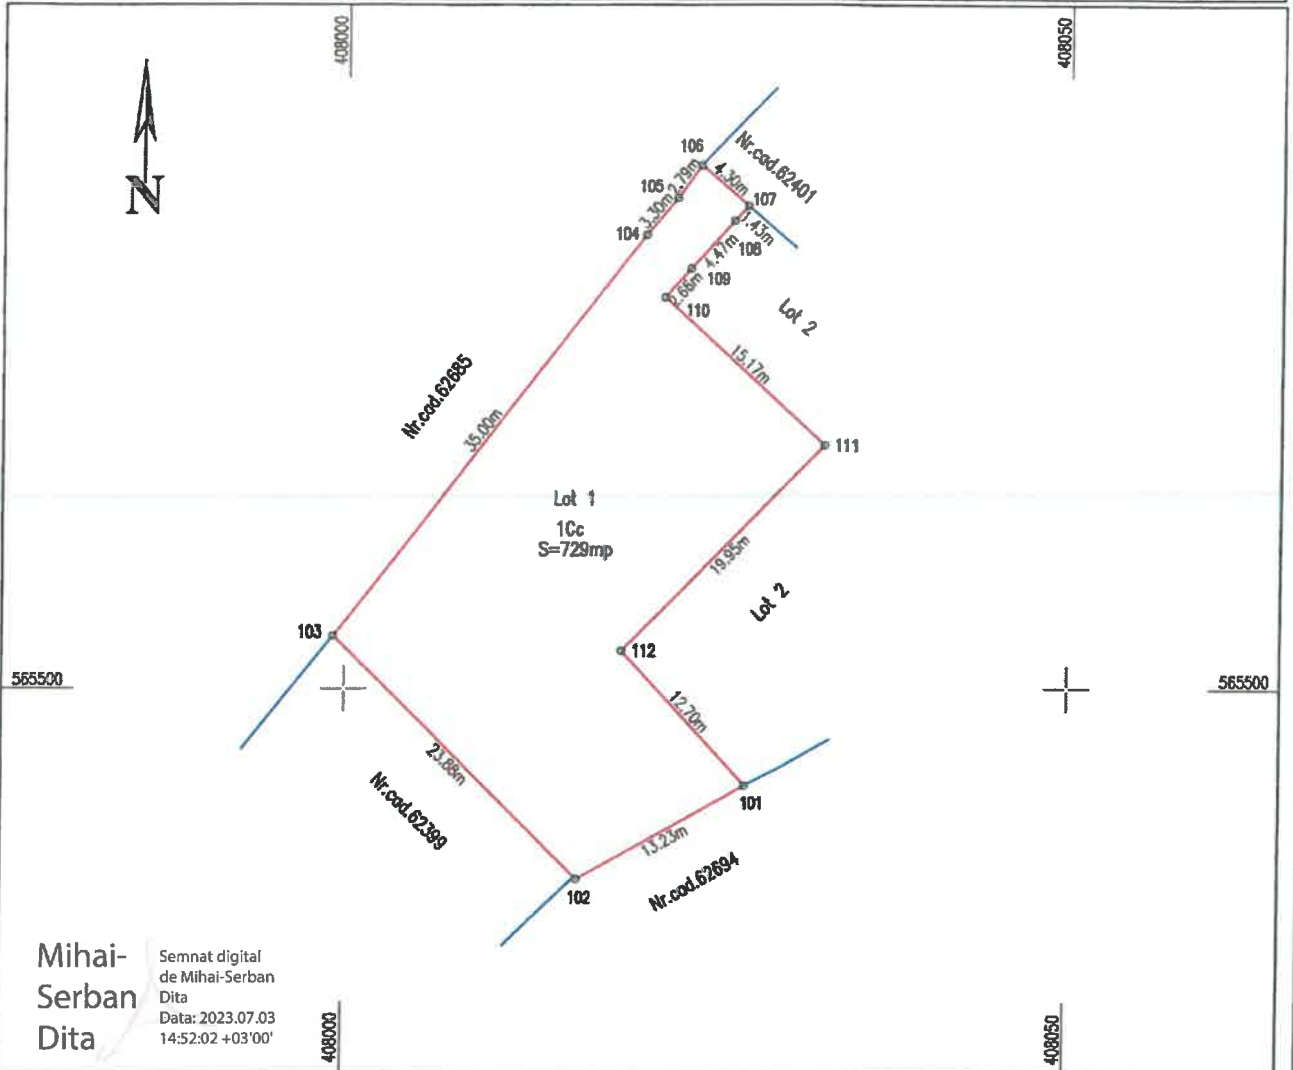 408000
408050
N
106
Nr.cad.62401
4.30m
2.79m
105
107
3.30m
1.43m
104
108
4.47m
109
110
Lot 2
15.17m
Nr.cad.62685
35.00m
111
Lot 1
1Cc
S=729mp
19.95m
Lot 2
103
112
565500
565500
12.70m
23.88m
Nr.cad.62399
101
13.23m
Nr.cad.62694
102
Mihai-
Serban
Dita
Semnat digital
de Mihai-Serban
Dita
Data: 2023.07.03
14:52:02 +03'00'
408000
408050